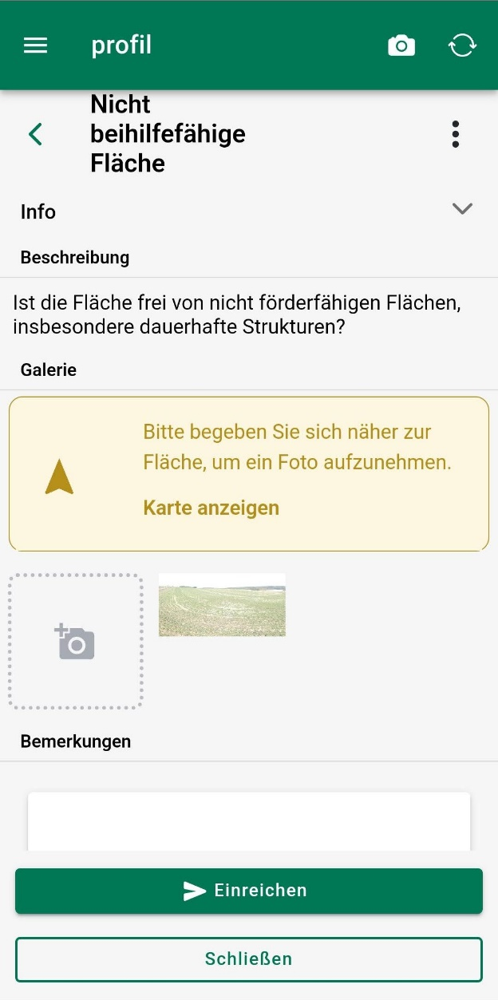 profil
Nicht
beihilfefähige
Fläche
Info
Beschreibung
Ist die Fläche frei von nicht förderfähigen Flächen,
insbesondere dauerhafte Strukturen?
Galerie
Bitte begeben Sie sich näher zur
Fläche, um ein Foto aufzunehmen.
Karte anzeigen
Bemerkungen
Einreichen
Schließen